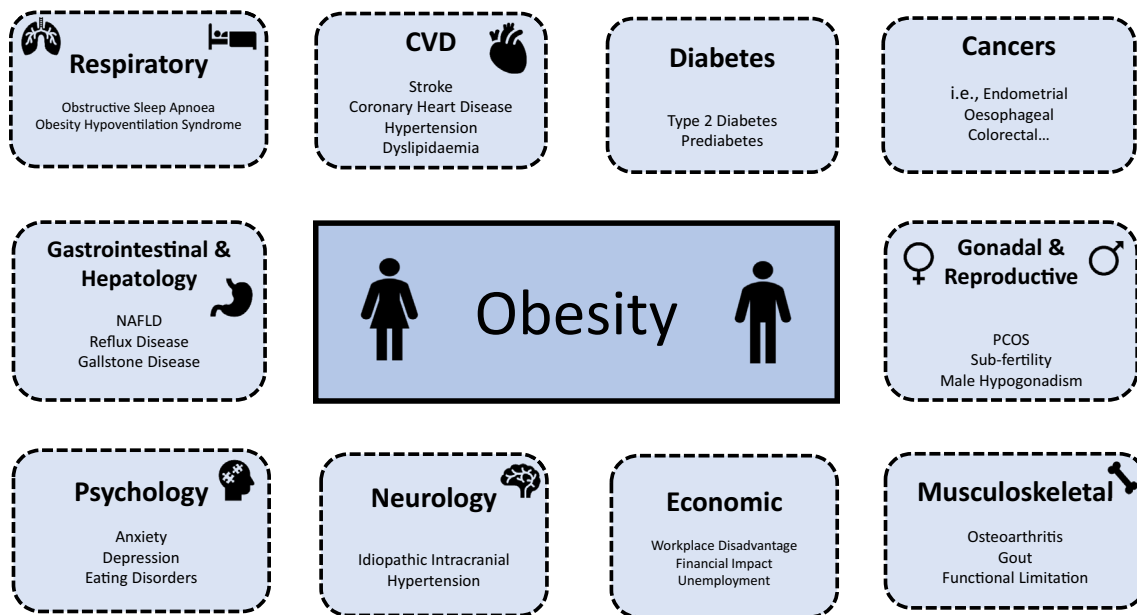 Respiratory
Obstructive Sleep Apnoea
Obesity Hypoventilation Syndrome
CVD
Stroke
Coronary Heart Disease
Hypertension
Dyslipidaemia
Diabetes
Type 2 Diabetes
Prediabetes
Cancers
i.e., Endometrial
Oesophageal
Colorectal...
Gastrointestinal &
Hepatology
NAFLD
Reflux Disease
Gallstone Disease
Obesity
Gonadal &
Reproductive
PCOS
Sub-fertility
Male Hypogonadism
Psychology
Anxiety
Depression
Eating Disorders
Neurology
Idiopathic Intracranial
Hypertension
Economic
Workplace Disadvantage
Financial Impact
Unemployment
Musculoskeletal
Osteoarthritis
Gout
Functional Limitation